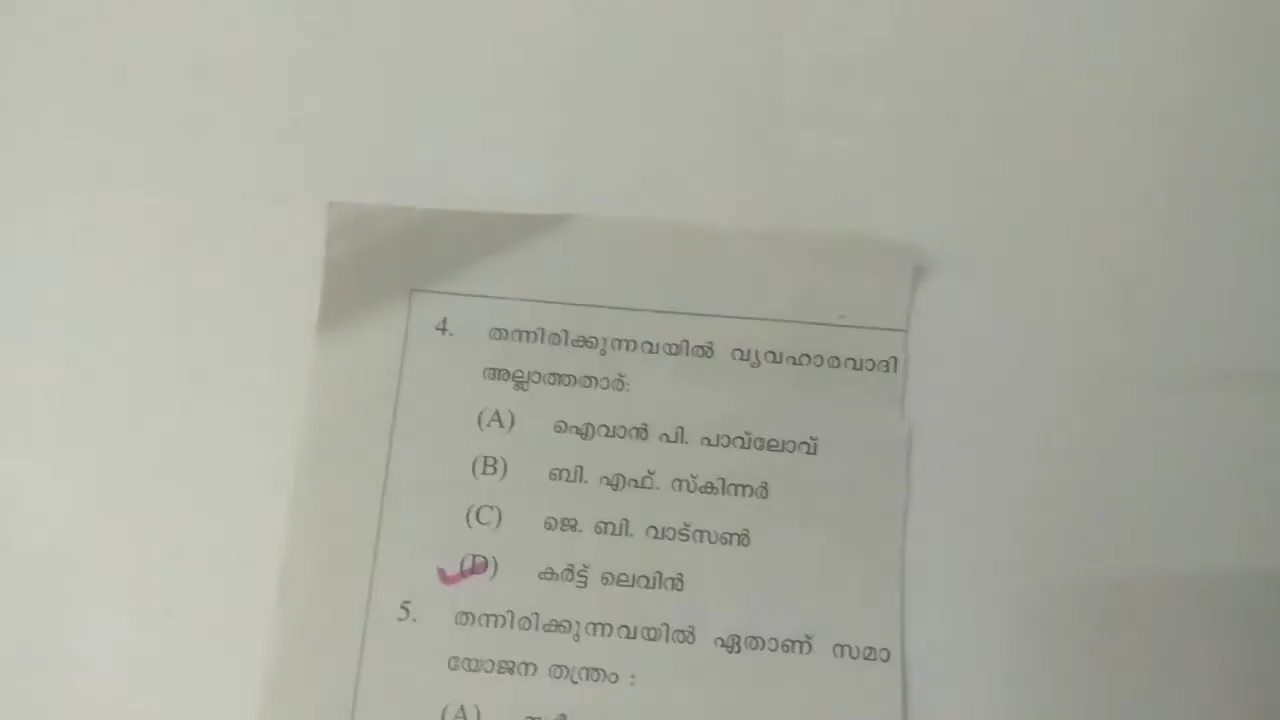 4. തന്നിരിക്കുന്നവയിൽ വ്യവഹാരവാദി
അല്ലാത്തതാര്:
(A) ഐവാൻ പി. പാവ്ലോവ്
(B) ബി. എഫ്. സ്കിന്നർ
(C) ജെ. ബി. വാട്സൺ
(D) കർട്ട് ലെവിൻ
5. തന്നിരിക്കുന്നവയിൽ ഏതാണ് സമാ
യോജന തന്ത്രം :
(A)